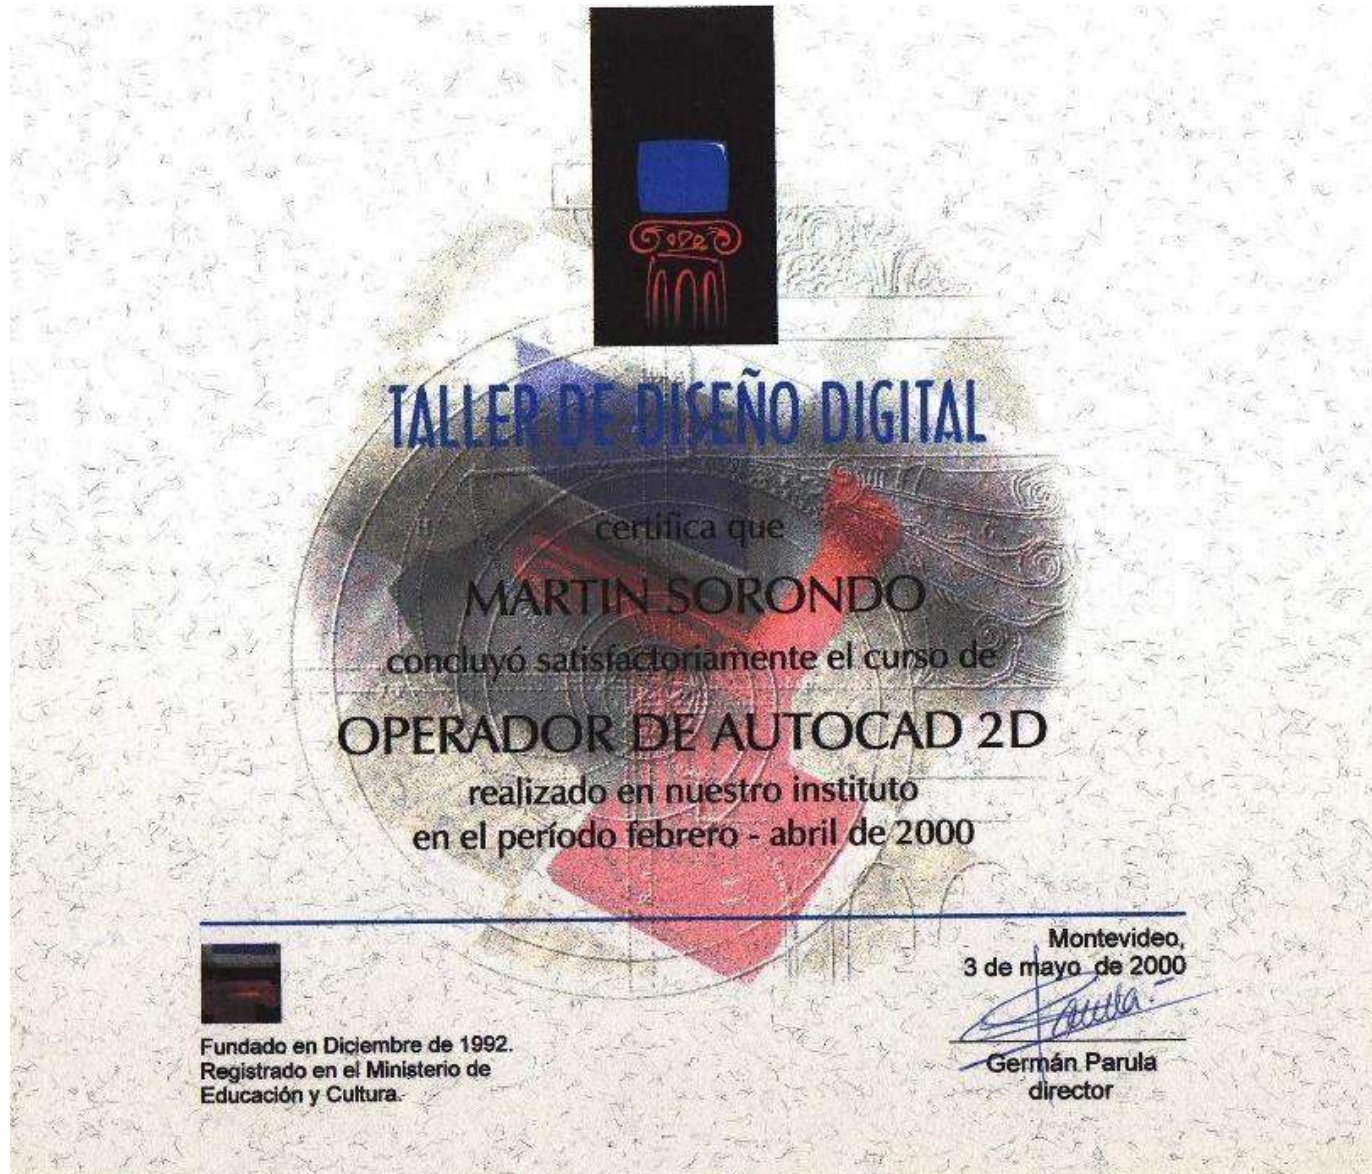 TALLER DE DISEÑO DIGITAL
certifica que
MARTIN SORONDO
concluyó satisfactoriamente el curso de
OPERADOR DE AUTOCAD 2D
realizado en nuestro instituto
en el período febrero - abril de 2000
Montevideo,
3 de mayo de 2000
Germán Parula
director
Fundado en Diciembre de 1992.
Registrado en el Ministerio de
Educación y Cultura.